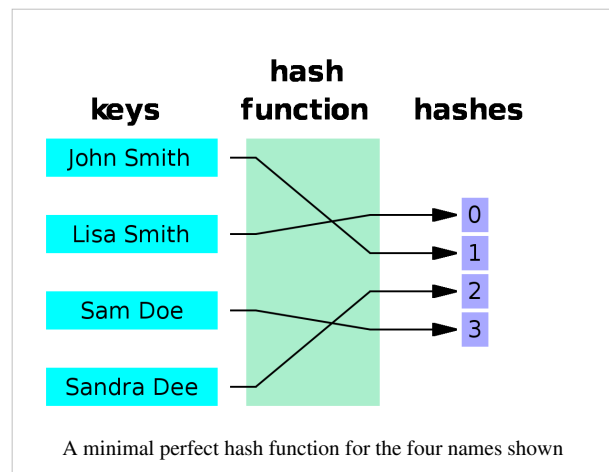 hash
keys function hashes
John Smith
Lisa Smith
Sam Doe
Sandra Dee
0
1
2
3
A minimal perfect hash function for the four names shown